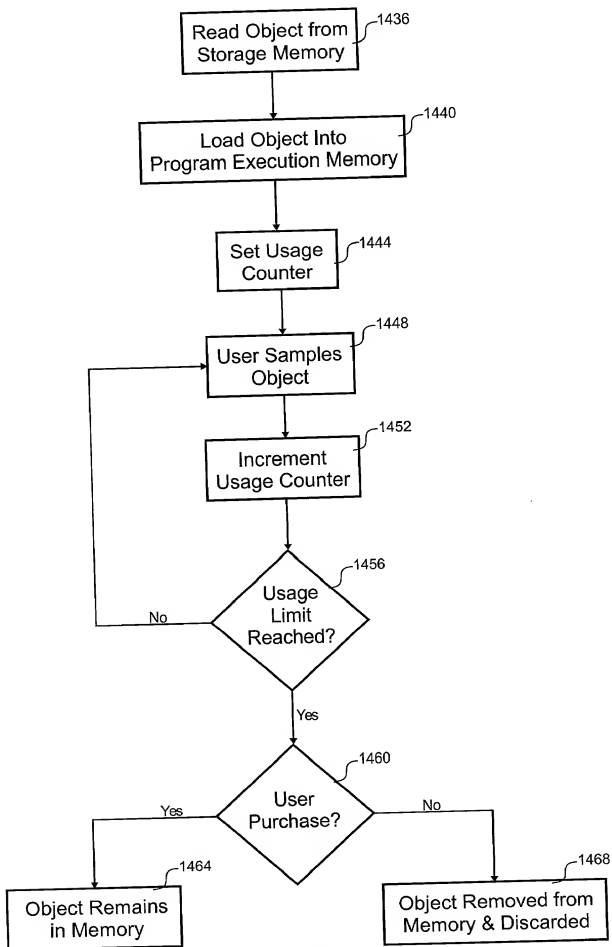 Read Object from
Storage Memory
1436
Load Object Into
Program Execution Memory
1440
Set Usage
Counter
1444
User Samples
Object
1448
Increment
Usage Counter
1452
Usage
Limit
Reached?
1456
No
Yes
User
Purchase?
1460
Yes
No
Object Remains
in Memory
1464
Object Removed from
Memory & Discarded
1468